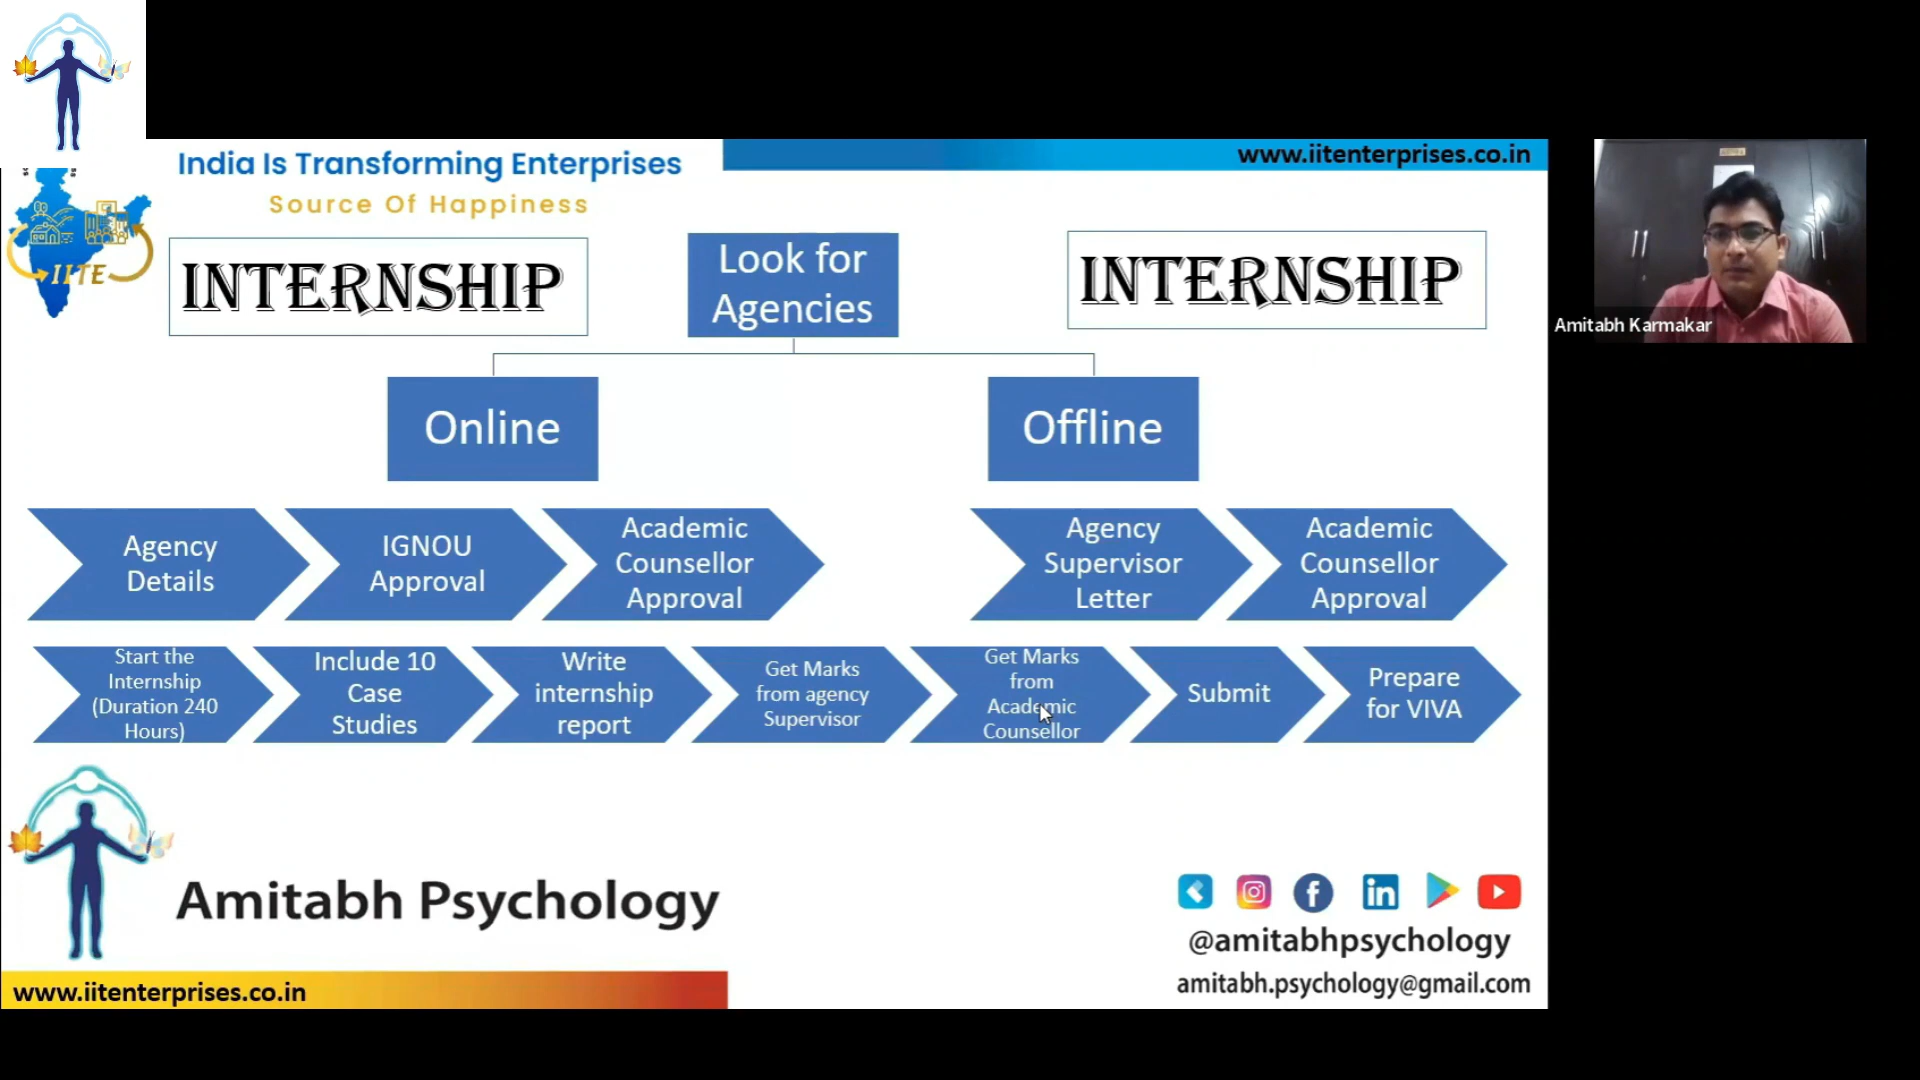 India Is Transforming Enterprises
www.iitenterprises.co.in
Source Of Happiness
IITE
INTERNSHIP
Look for
Agencies
INTERNSHIP
Amitabh Karmakar
Online
Offline
Agency
Details
IGNOU
Approval
Academic
Counsellor
Approval
Agency
Supervisor
Letter
Academic
Counsellor
Approval
Start the
Internship
(Duration 240
Hours)
Include 10
Case
Studies
Write
internship
report
Get Marks
from agency
Supervisor
Get Marks
from
Academic
Counsellor
Submit
Prepare
for VIVA
Amitabh Psychology
@amitabhpsychology
amitabh.psychology@gmail.com
www.iitenterprises.co.in